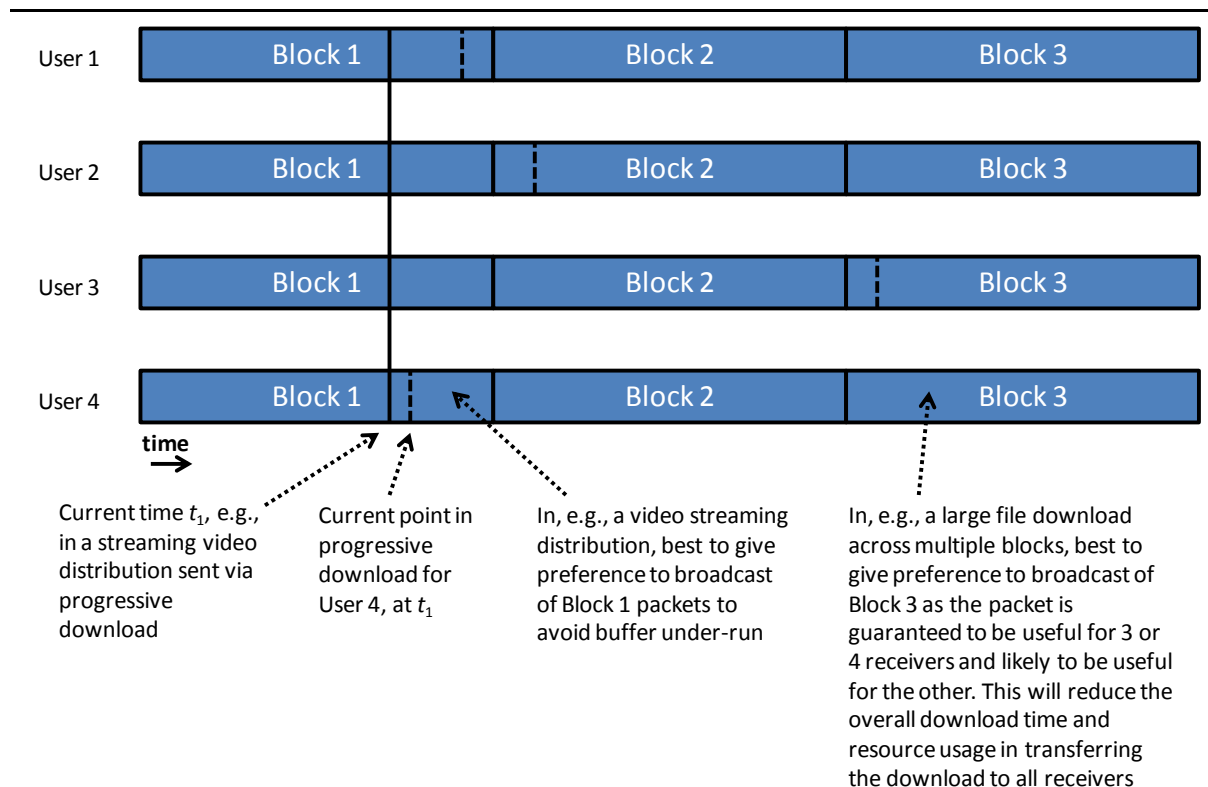 User 1
Block 1
Block 2
Block 3
User 2
Block 1
Block 2
Block 3
User 3
Block 1
Block 2
Block 3
User 4
Block 1
Block 2
Block 3
time
Current time t₁, e.g.,
in a streaming video
distribution sent via
progressive
download
Current point in
progressive
download for
User 4, at t₁
In, e.g., a video streaming
distribution, best to give
preference to broadcast
of Block 1 packets to
avoid buffer under-run
In, e.g., a large file download
across multiple blocks, best to
give preference to broadcast of
Block 3 as the packet is
guaranteed to be useful for 3 or
4 receivers and likely to be useful
for the other. This will reduce the
overall download time and
resource usage in transferring
the download to all receivers